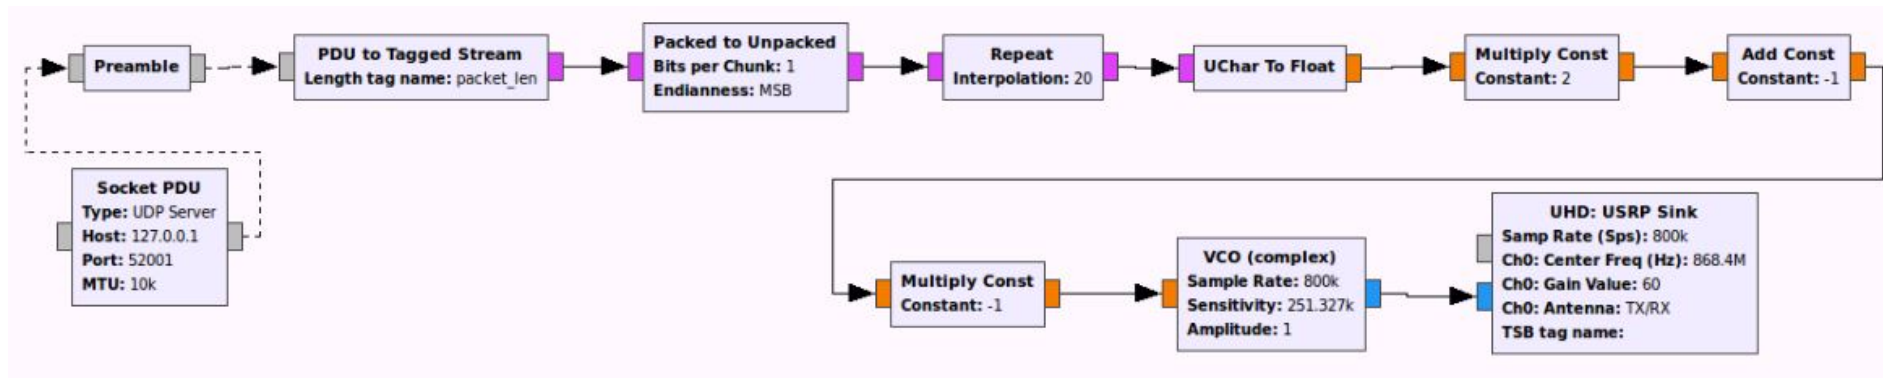 Preamble
PDU to Tagged Stream
Length tag name: packet_len
Packed to Unpacked
Bits per Chunk: 1
Endianness: MSB
Repeat
Interpolation: 20
UChar To Float
Multiply Const
Constant: 2
Add Const
Constant: -1
Socket PDU
Type: UDP Server
Host: 127.0.0.1
Port: 52001
MTU: 10k
Multiply Const
Constant: -1
VCO (complex)
Sample Rate: 800k
Sensitivity: 251.327k
Amplitude: 1
UHD: USRP Sink
Samp Rate (Sps): 800k
Ch0: Center Freq (Hz): 868.4M
Ch0: Gain Value: 60
Ch0: Antenna: TX/RX
TSB tag name: